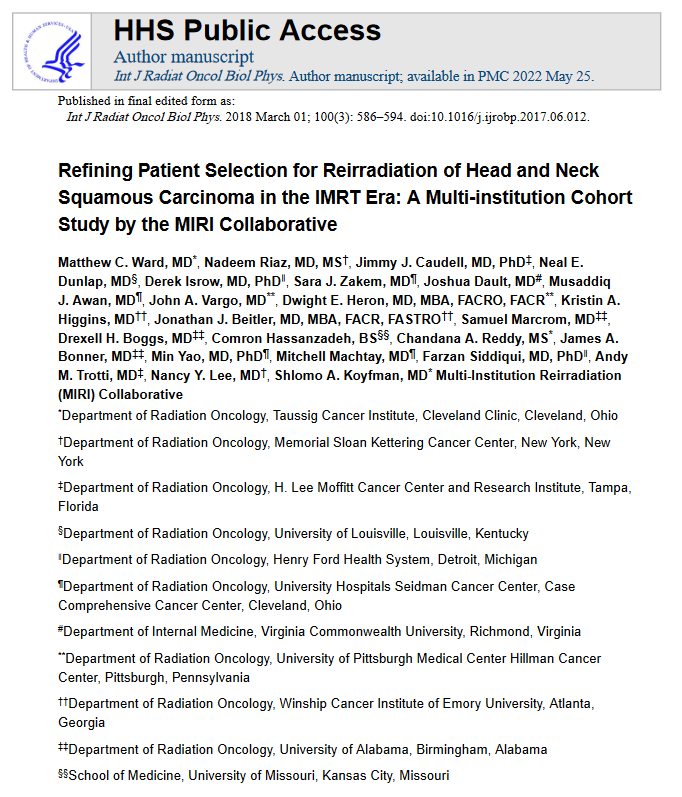 HHS Public Access
Author manuscript
Int J Radiat Oncol Biol Phys. Author manuscript; available in PMC 2022 May 25.
Published in final edited form as:
Int J Radiat Oncol Biol Phys. 2018 March 01; 100(3): 586–594. doi:10.1016/j.ijrobp.2017.06.012.
Refining Patient Selection for Reirradiation of Head and Neck
Squamous Carcinoma in the IMRT Era: A Multi-institution Cohort
Study by the MIRI Collaborative
Matthew C. Ward, MD*, Nadeem Riaz, MD, MS†, Jimmy J. Caudell, MD, PhD‡, Neal E.
Dunlap, MD§, Derek Isrow, MD, PhD‖, Sara J. Zakem, MD¶, Joshua Dault, MD#, Musaddiq
J. Awan, MD¶, John A. Vargo, MD**, Dwight E. Heron, MD, MBA, FACRO, FACR**, Kristin A.
Higgins, MD††, Jonathan J. Beitler, MD, MBA, FACR, FASTRO††, Samuel Marcrom, MD‡‡,
Drexell H. Boggs, MD‡‡, Comron Hassanzadeh, BS§§, Chandana A. Reddy, MS*, James A.
Bonner, MD‡‡, Min Yao, MD, PhD¶, Mitchell Machtay, MD¶, Farzan Siddiqui, MD, PhD‖, Andy
M. Trotti, MD‡, Nancy Y. Lee, MD†, Shlomo A. Koyfman, MD* Multi-Institution Reirradiation
(MIRI) Collaborative
*Department of Radiation Oncology, Taussig Cancer Institute, Cleveland Clinic, Cleveland, Ohio
†Department of Radiation Oncology, Memorial Sloan Kettering Cancer Center, New York, New
York
‡Department of Radiation Oncology, H. Lee Moffitt Cancer Center and Research Institute, Tampa,
Florida
§Department of Radiation Oncology, University of Louisville, Louisville, Kentucky
‖Department of Radiation Oncology, Henry Ford Health System, Detroit, Michigan
¶Department of Radiation Oncology, University Hospitals Seidman Cancer Center, Case
Comprehensive Cancer Center, Cleveland, Ohio
#Department of Internal Medicine, Virginia Commonwealth University, Richmond, Virginia
**Department of Radiation Oncology, University of Pittsburgh Medical Center Hillman Cancer
Center, Pittsburgh, Pennsylvania
††Department of Radiation Oncology, Winship Cancer Institute of Emory University, Atlanta,
Georgia
‡‡Department of Radiation Oncology, University of Alabama, Birmingham, Alabama
§§School of Medicine, University of Missouri, Kansas City, Missouri